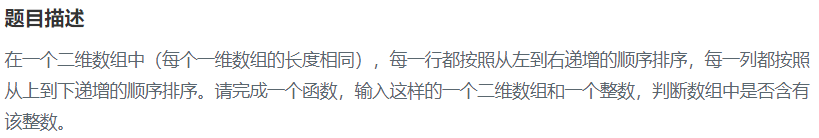 题目描述
在一个二维数组中（每个一维数组的长度相同），每一行都按照从左到右递增的顺序排序，每一列都按照
从上到下递增的顺序排序。请完成一个函数，输入这样的一个二维数组和一个整数，判断数组中是否含有
该整数。